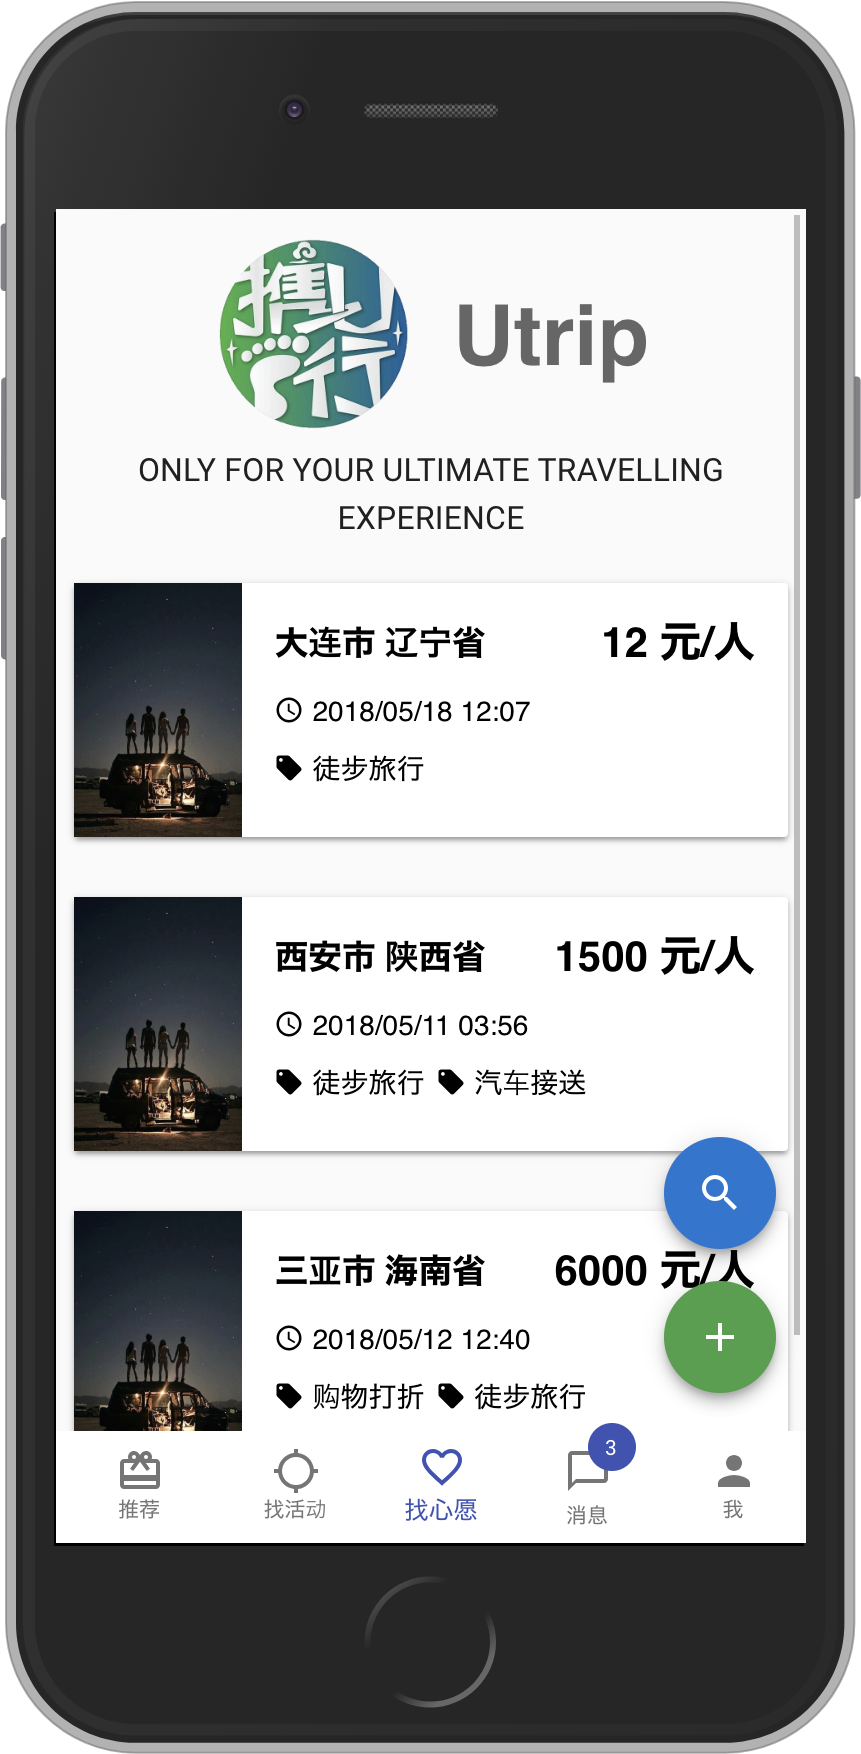 携U行
Utrip
ONLY FOR YOUR ULTIMATE TRAVELLING
EXPERIENCE
大连市 辽宁省 12 元/人
2018/05/18 12:07
徒步旅行
西安市 陕西省 1500 元/人
2018/05/11 03:56
徒步旅行 汽车接送
三亚市 海南省 6000 元/人
2018/05/12 12:40
购物打折 徒步旅行
3
推荐 找活动 找心愿 消息 我